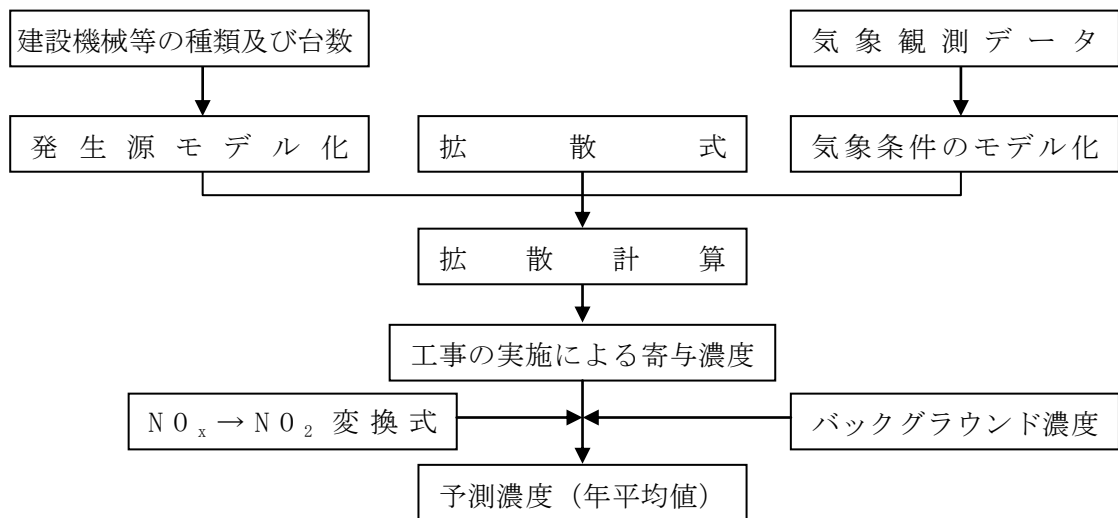 建設機械等の種類及び台数
気象観測データ
発生源モデル化
拡散式
気象条件のモデル化
拡散計算
工事の実施による寄与濃度
NOx→NO2 変換式
バックグラウンド濃度
予測濃度（年平均値）